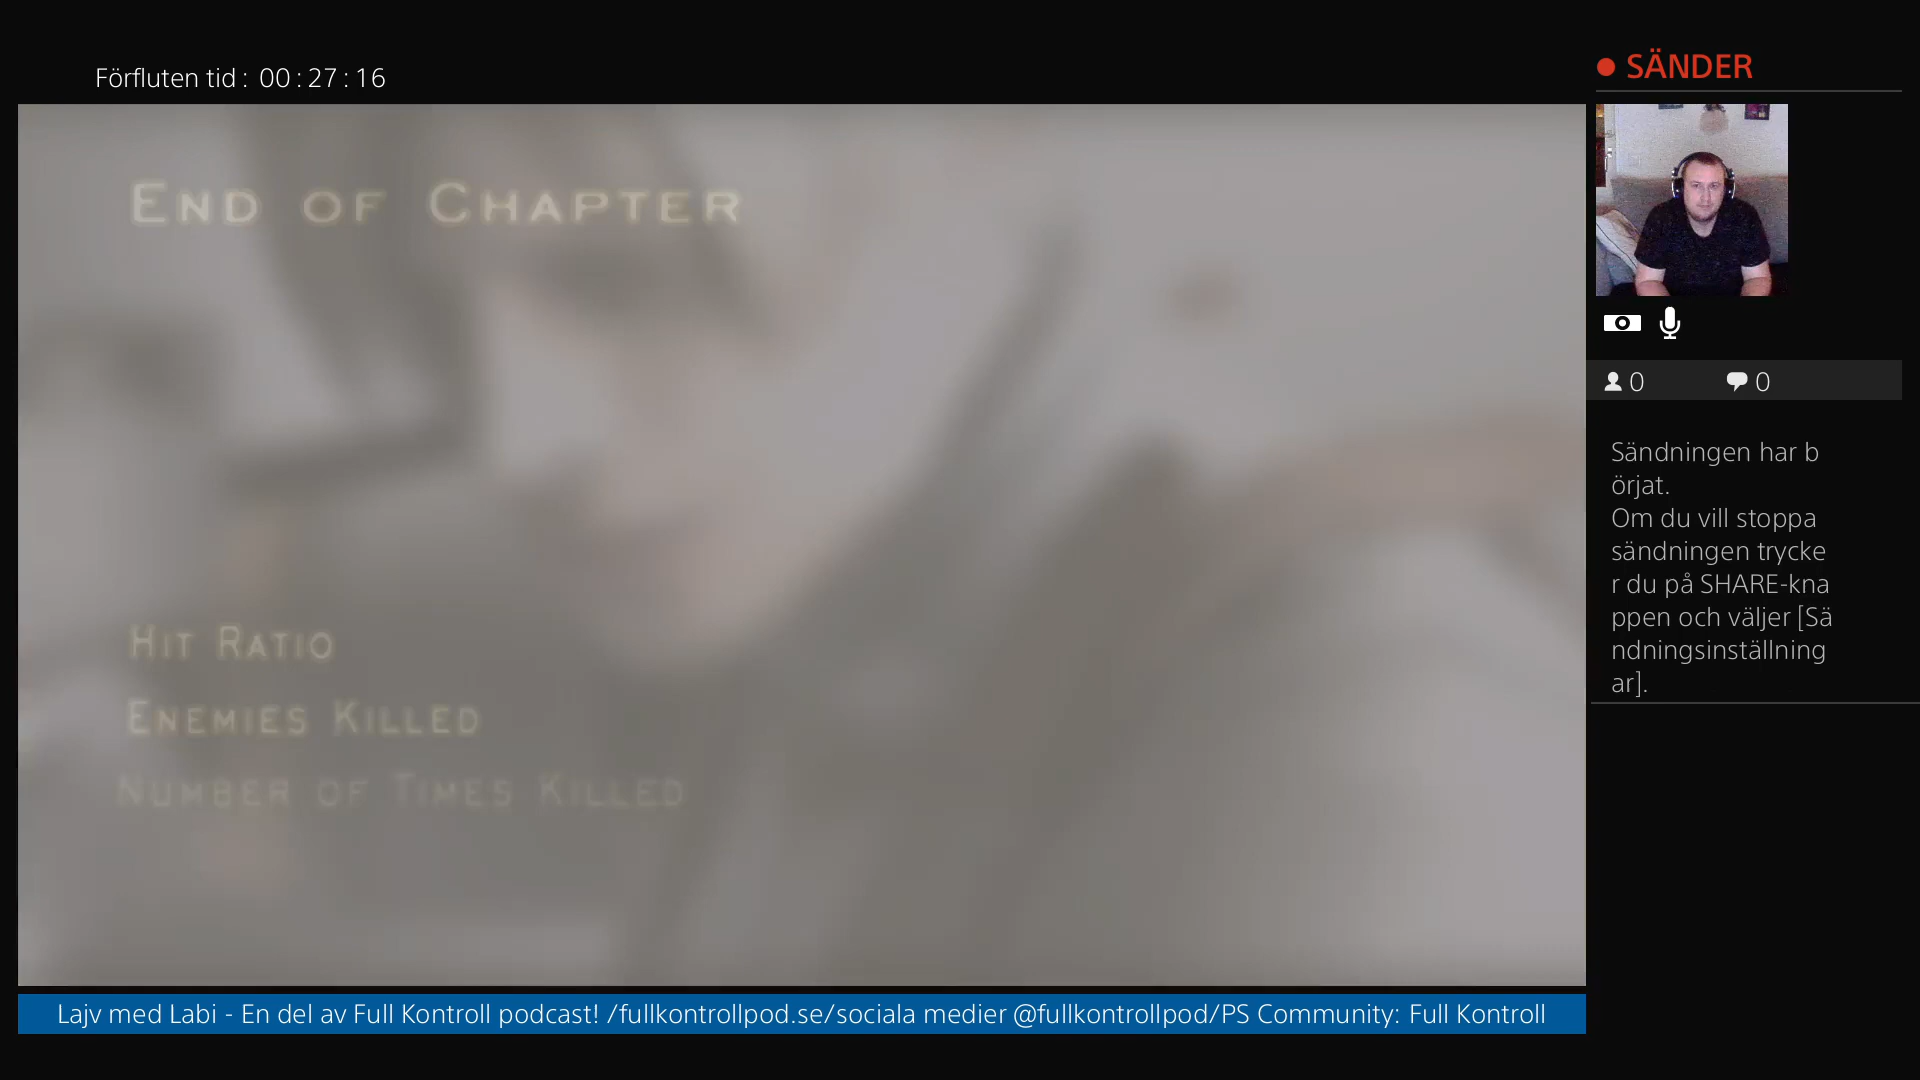 Förfluten tid : 00 : 27 : 16
SÄNDER
END OF CHAPTER
0 0
Sändningen har b
örjat.
Om du vill stoppa
sändningen trycke
r du på SHARE-kna
ppen och väljer [Sä
ndningsinställning
ar].
HIT RATIO
ENEMIES KILLED
NUMBER OF TIMES KILLED
Lajv med Labi - En del av Full Kontroll podcast! /fullkontrollpod.se/sociala medier @fullkontrollpod/PS Community: Full Kontroll